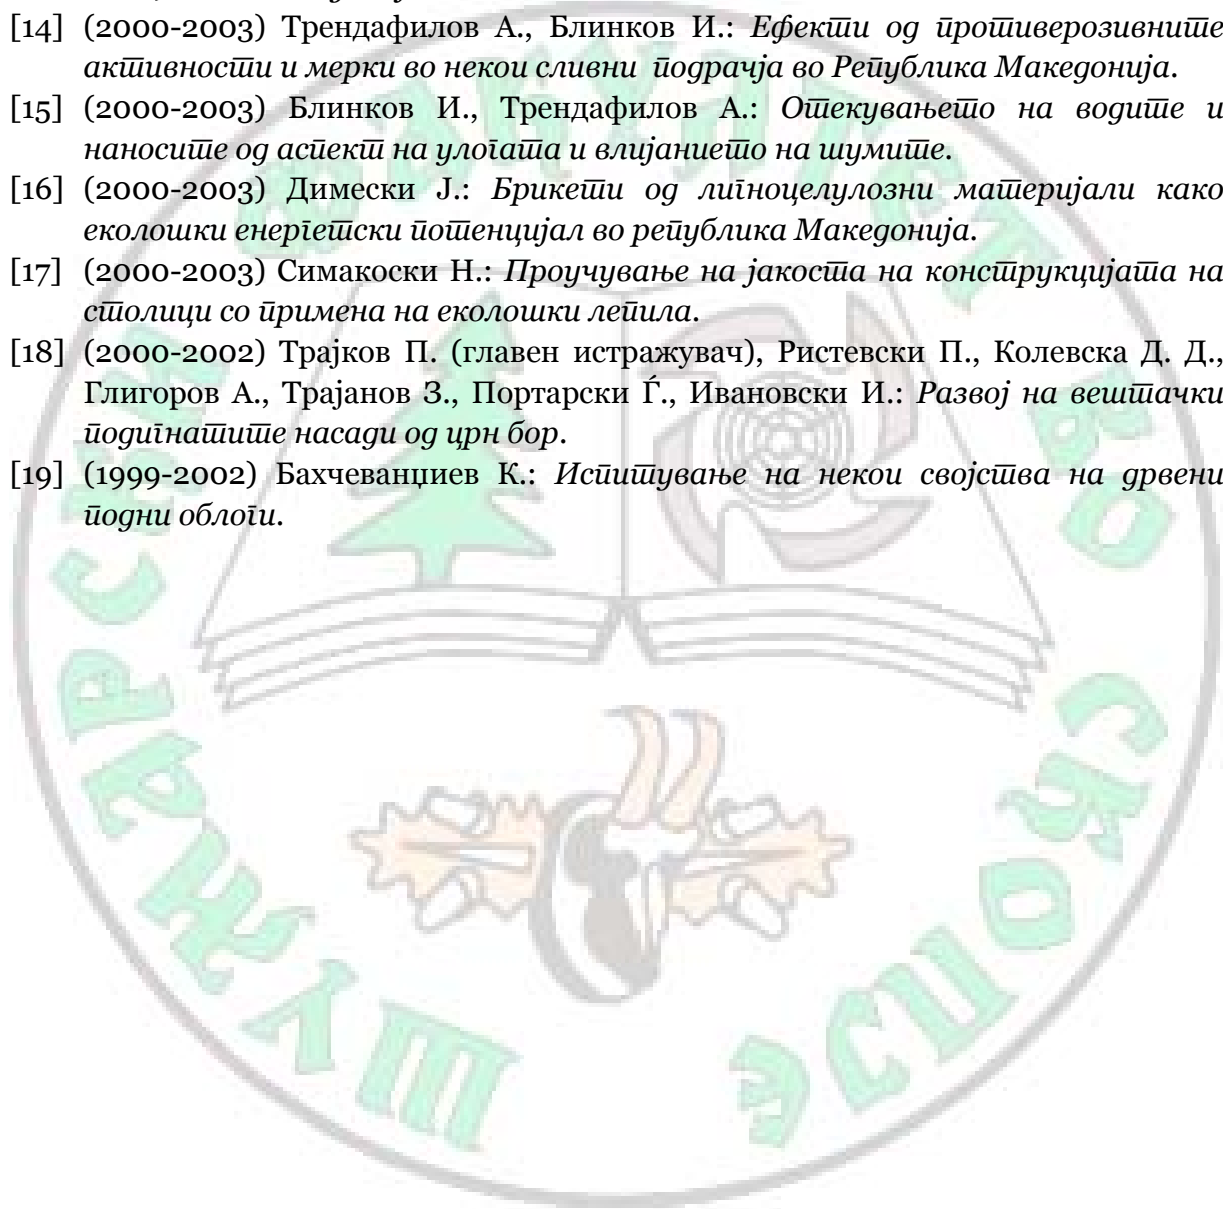 [14] (2000-2003) Трендафилов А., Блинков И.: Ефекти од противерозивните
активности и мерки во некои сливни подрачја во Република Македонија.
[15] (2000-2003) Блинков И., Трендафилов А.: Отекувањето на водите и
наносите од аспект на улогата и влијанието на шумите.
[16] (2000-2003) Димески Ј.: Брикети од лигноцелулозни материјали како
еколошки енергетски потенцијал во република Македонија.
[17] (2000-2003) Симакоски Н.: Проучување на јакоста на конструкцијата на
столици со примена на еколошки лепила.
[18] (2000-2002) Трајков П. (главен истражувач), Ристевски П., Колевска Д. Д.,
Глигоров А., Трајанов З., Портарски Ѓ., Ивановски И.: Развој на вештачки
подигнатите насади од црн бор.
[19] (1999-2002) Бахчеванџиев К.: Испитување на некои својства на дрвени
подни облоги.
ШУМАРСКИ ФАКУЛТЕТ ВО СКОПЈЕ